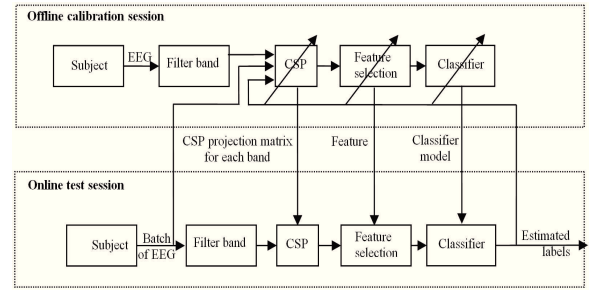 Offline calibration session
Subject
EEG
Filter band
CSP
Feature
selection
Classifier
CSP projection matrix
for each band
Feature
Classifier
model
Online test session
Subject
Batch
of EEG
Filter band
CSP
Feature
selection
Classifier
Estimated
labels